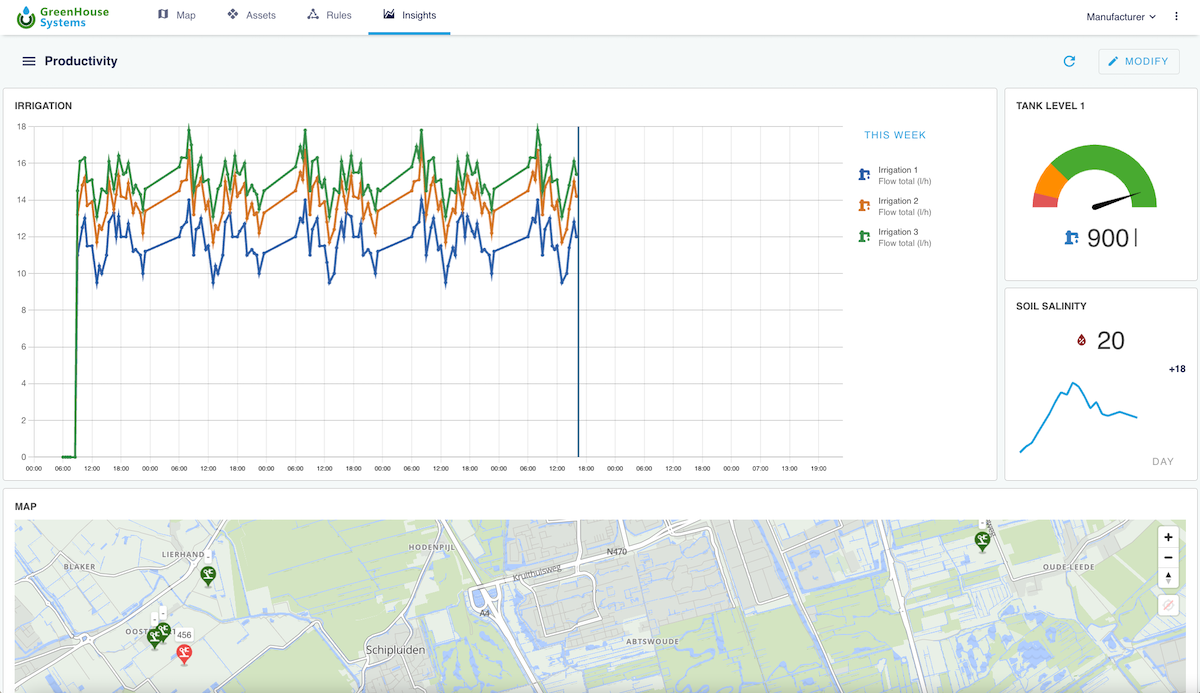 GreenHouse
Systems
Map
Assets
Rules
Insights
Manufacturer
Productivity
MODIFY
IRRIGATION
18
16
14
12
10
8
6
4
2
0
00:00 06:00 12:00 18:00 00:00 06:00 12:00 18:00 00:00 06:00 12:00 18:00 00:00 06:00 12:00 18:00 00:00 06:00 12:00 18:00 00:00 06:00 12:00 18:00 00:00 07:00 13:00 19:00
THIS WEEK
Irrigation 1
Flow total (l/h)
Irrigation 2
Flow total (l/h)
Irrigation 3
Flow total (l/h)
TANK LEVEL 1
900 l
SOIL SALINITY
20
+18
DAY
MAP
LIERHAND
BLAKER
HODENPIJL
N470
Kruithuisweg
OUDE-LEEDE
A4
456
ABTSWOUDE
Schipluiden